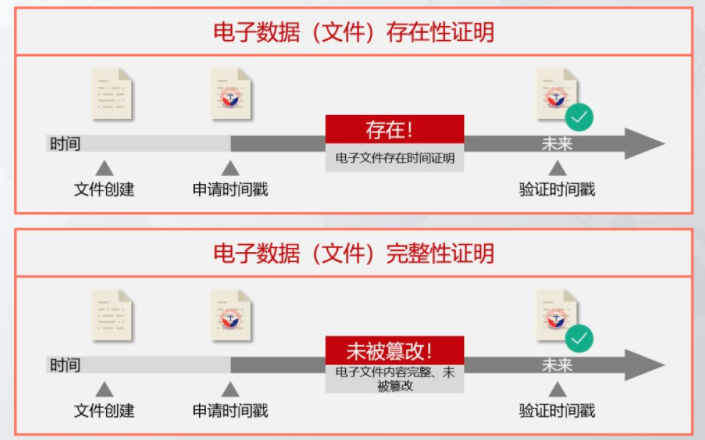 电子数据（文件）存在性证明
存在！
时间
未来
电子文件存在时间证明
文件创建
申请时间戳
验证时间戳
电子数据（文件）完整性证明
未被篡改！
时间
未来
电子文件内容完整、未
被篡改
文件创建
申请时间戳
验证时间戳